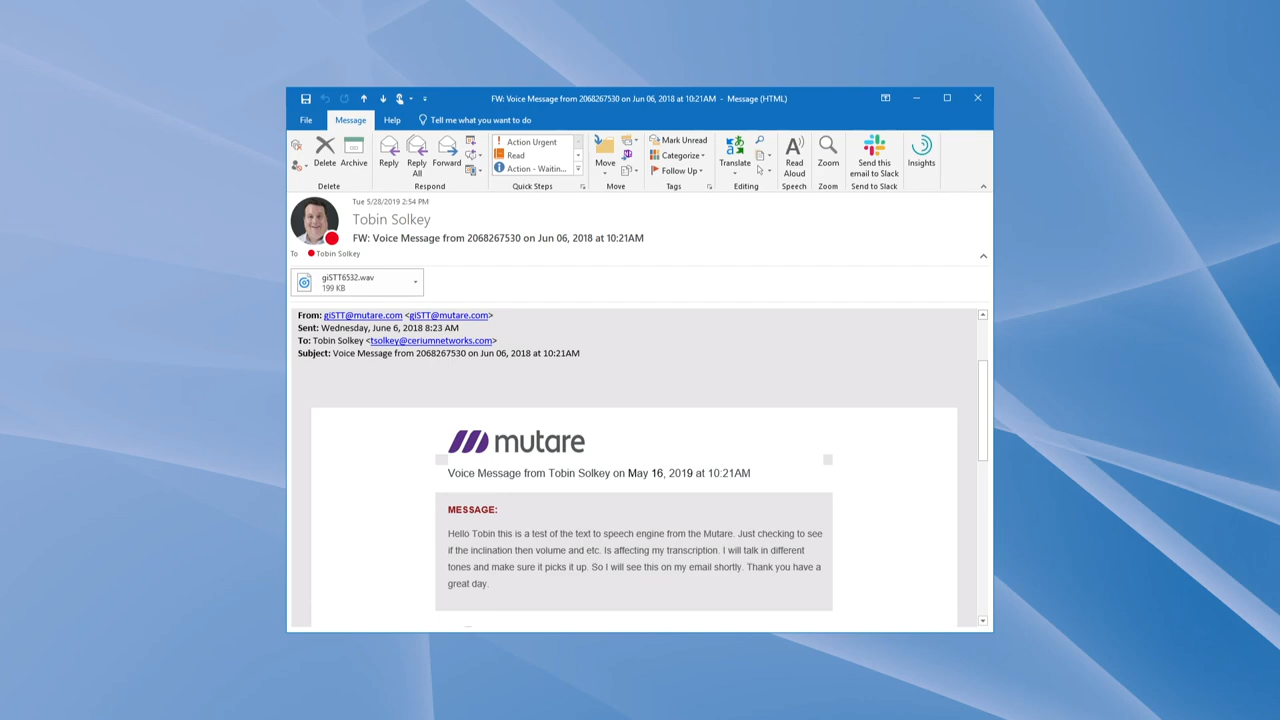 FW: Voice Message from 2068267530 on Jun 06, 2018 at 10:21AM - Message (HTML)
File Message Help Tell me what you want to do
Delete Archive Reply Reply All Forward
Action Urgent
Read
Action - Waitin...
Move
Mark Unread
Categorize
Follow Up
Translate
Read Aloud
Zoom
Send this email to Slack
Insights
Delete Respond Quick Steps Move Tags Editing Speech Zoom Send to Slack
Tue 5/28/2019 2:54 PM
Tobin Solkey
FW: Voice Message from 2068267530 on Jun 06, 2018 at 10:21AM
To Tobin Solkey
giSTT6532.wav
199 KB
From: giSTT@mutare.com <giSTT@mutare.com>
Sent: Wednesday, June 6, 2018 8:23 AM
To: Tobin Solkey <tsolkey@ceriumnetworks.com>
Subject: Voice Message from 2068267530 on Jun 06, 2018 at 10:21AM
mutare
Voice Message from Tobin Solkey on May 16, 2019 at 10:21AM
MESSAGE:
Hello Tobin this is a test of the text to speech engine from the Mutare. Just checking to see
if the inclination then volume and etc. Is affecting my transcription. I will talk in different
tones and make sure it picks it up. So I will see this on my email shortly. Thank you have a
great day.